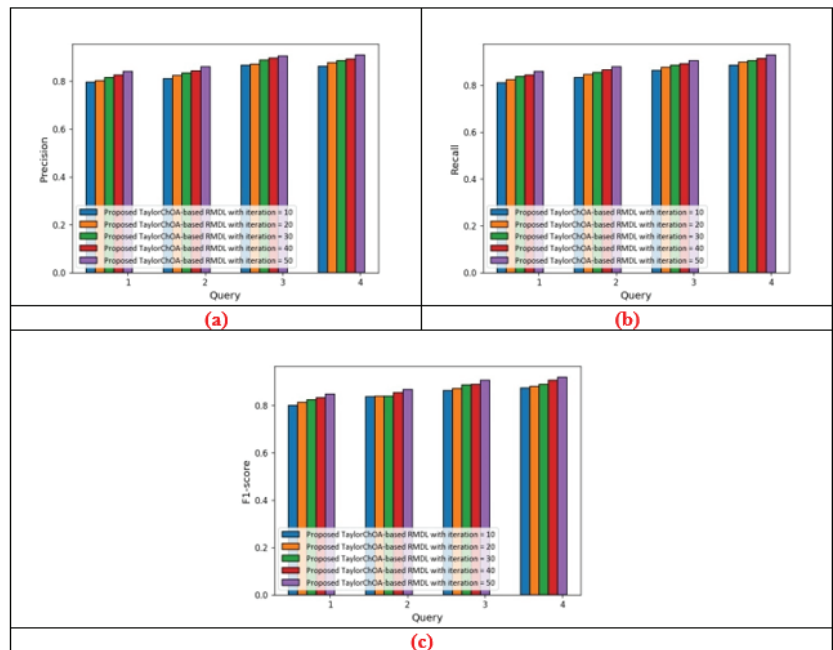 0.8
0.6
0.4
0.2
0.0
Precision
Proposed TaylorChOA-based RMDL with iteration = 10
Proposed TaylorChOA-based RMDL with iteration = 20
Proposed TaylorChOA-based RMDL with iteration = 30
Proposed TaylorChOA-based RMDL with iteration = 40
Proposed TaylorChOA-based RMDL with iteration = 50
1 2 3 4
Query
(a)
0.8
0.6
0.4
0.2
0.0
Recall
Proposed TaylorChOA-based RMDL with iteration = 10
Proposed TaylorChOA-based RMDL with iteration = 20
Proposed TaylorChOA-based RMDL with iteration = 30
Proposed TaylorChOA-based RMDL with iteration = 40
Proposed TaylorChOA-based RMDL with iteration = 50
1 2 3 4
Query
(b)
0.8
0.6
0.4
0.2
0.0
F1-score
Proposed TaylorChOA-based RMDL with iteration = 10
Proposed TaylorChOA-based RMDL with iteration = 20
Proposed TaylorChOA-based RMDL with iteration = 30
Proposed TaylorChOA-based RMDL with iteration = 40
Proposed TaylorChOA-based RMDL with iteration = 50
1 2 3 4
Query
(c)